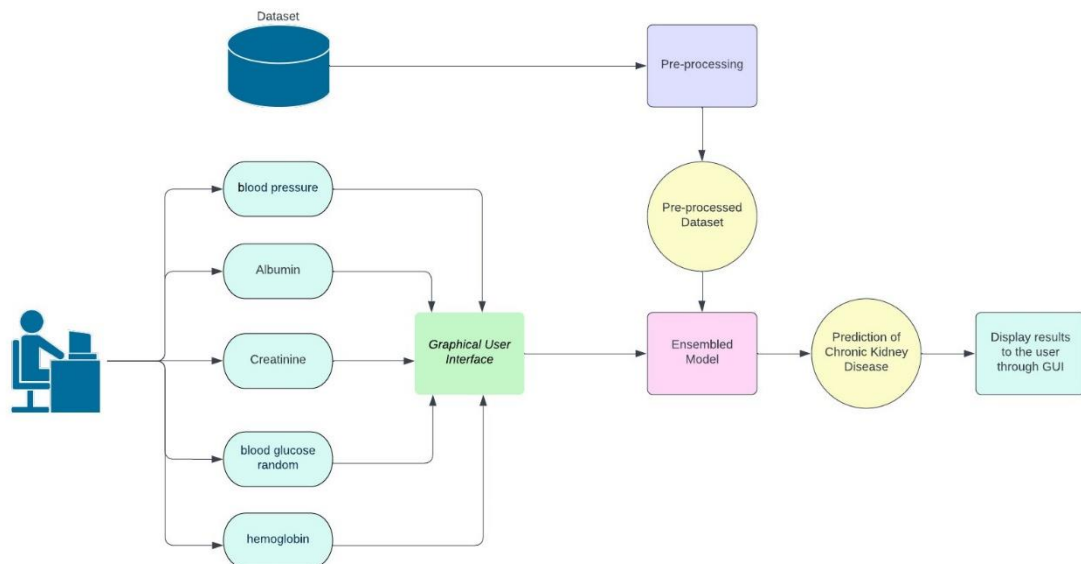 Dataset
Pre-processing
blood pressure
Pre-processed
Dataset
Albumin
Creatinine
Graphical User
Interface
Ensembled
Model
Prediction of
Chronic Kidney
Disease
Display results
to the user
through GUI
blood glucose
random
hemoglobin